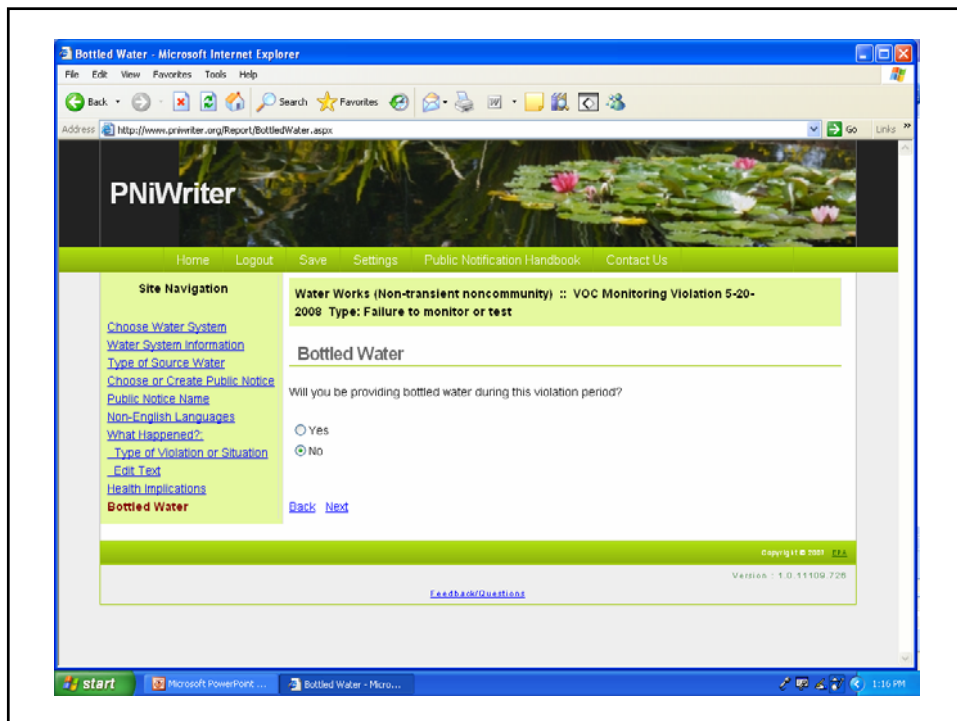 Bottled Water - Microsoft Internet Explorer
File Edit View Favorites Tools Help
Back Search Favorites
Address http://www.pniwriter.org/Report/BottledWater.aspx Go Links »
PNiWriter
Home Logout Save Settings Public Notification Handbook Contact Us
Site Navigation
Choose Water System
Water System Information
Type of Source Water
Choose or Create Public Notice
Public Notice Name
Non-English Languages
What Happened?:
Type of Violation or Situation
Edit Text
Health Implications
Bottled Water
Water Works (Non-transient noncommunity) :: VOC Monitoring Violation 5-20-
2008 Type: Failure to monitor or test
Bottled Water
Will you be providing bottled water during this violation period?
Yes
No
Back Next
Copyright © EPA
Version : 1.0.11109.726
Feedback/Questions
start Microsoft PowerPoint ... Bottled Water - Micro... 1:16 PM